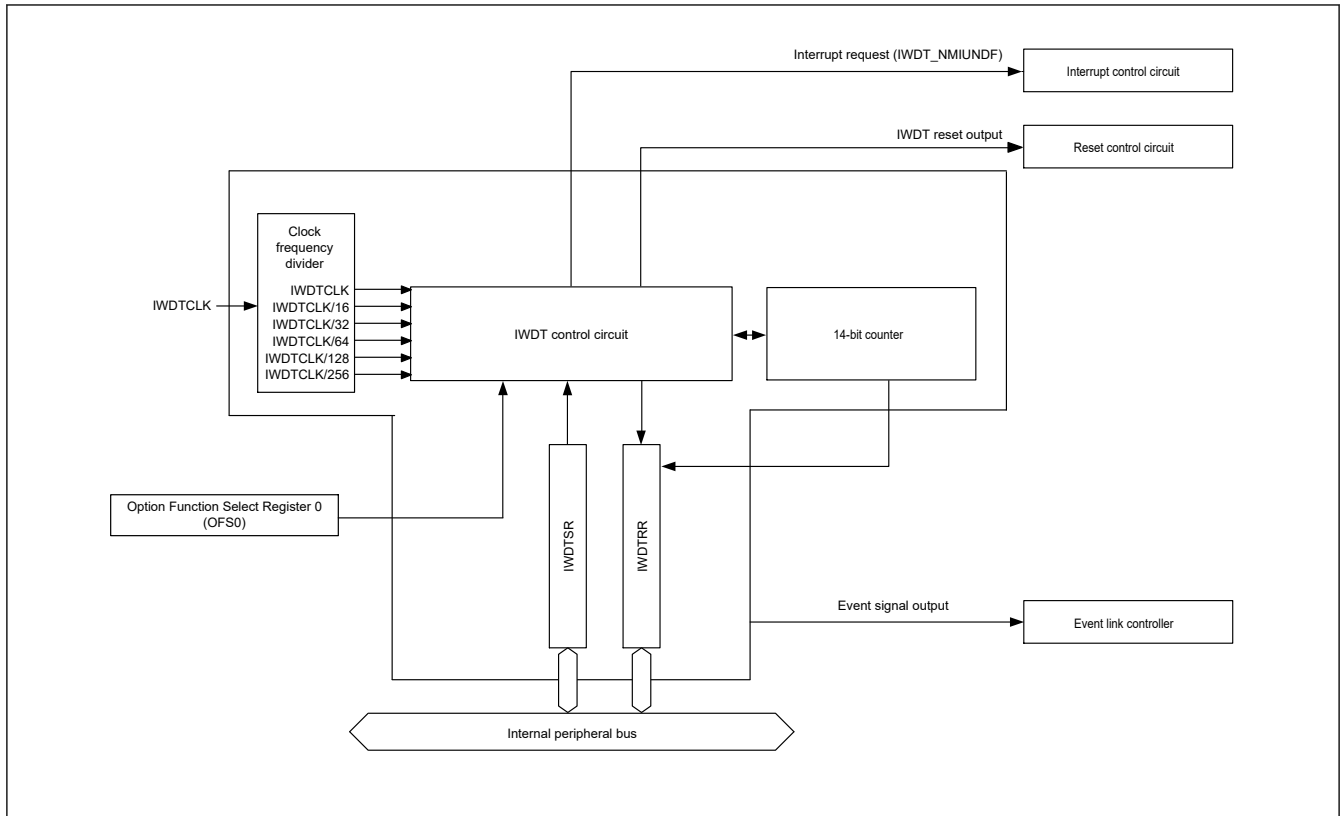 Interrupt request (IWDT_NMIUNDF)
Interrupt control circuit
IWDT reset output
Reset control circuit
Clock
frequency
divider
IWDTCLK
IWDTCLK
IWDTCLK/16
IWDTCLK/32
IWDTCLK/64
IWDTCLK/128
IWDTCLK/256
IWDT control circuit
14-bit counter
Option Function Select Register 0
(OFS0)
IWDTSR
IWDTRR
Event signal output
Event link controller
Internal peripheral bus